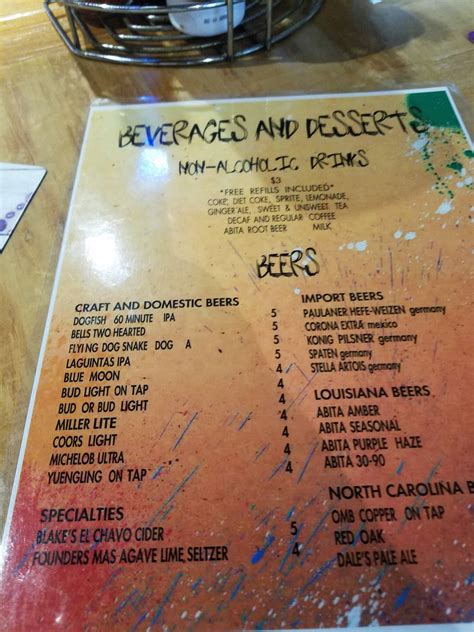 BEVERAGES AND DESSERTS
NON-ALCOHOLIC DRINKS
$3
*FREE REFILLS INCLUDED*
COKE, DIET COKE, SPRITE, LEMONADE,
GINGER ALE, SWEET & UNSWEET TEA
DECAF AND REGULAR COFFEE
ABITA ROOT BEER MILK
BEERS
CRAFT AND DOMESTIC BEERS
DOGFISH 60 MINUTE IPA 5
BELLS TWO HEARTED 5
FLYING DOG SNAKE DOG A 5
LAGUINTAS IPA 5
BLUE MOON 4
BUD LIGHT ON TAP 4
BUD OR BUD LIGHT 4
MILLER LITE 4
COORS LIGHT 4
MICHELOB ULTRA 4
YUENGLING ON TAP
SPECIALTIES
BLAKE'S EL CHAVO CIDER 5
FOUNDERS MAS AGAVE LIME SELTZER 4
IMPORT BEERS
PAULANER HEFE-WEIZEN germany
CORONA EXTRA mexico
KONIG PILSNER germany
SPATEN germany
STELLA ARTOIS germany
LOUISIANA BEERS
ABITA AMBER
ABITA SEASONAL
ABITA PURPLE HAZE
ABITA 30-90
NORTH CAROLINA B
OMB COPPER ON TAP
RED OAK
DALE'S PALE ALE